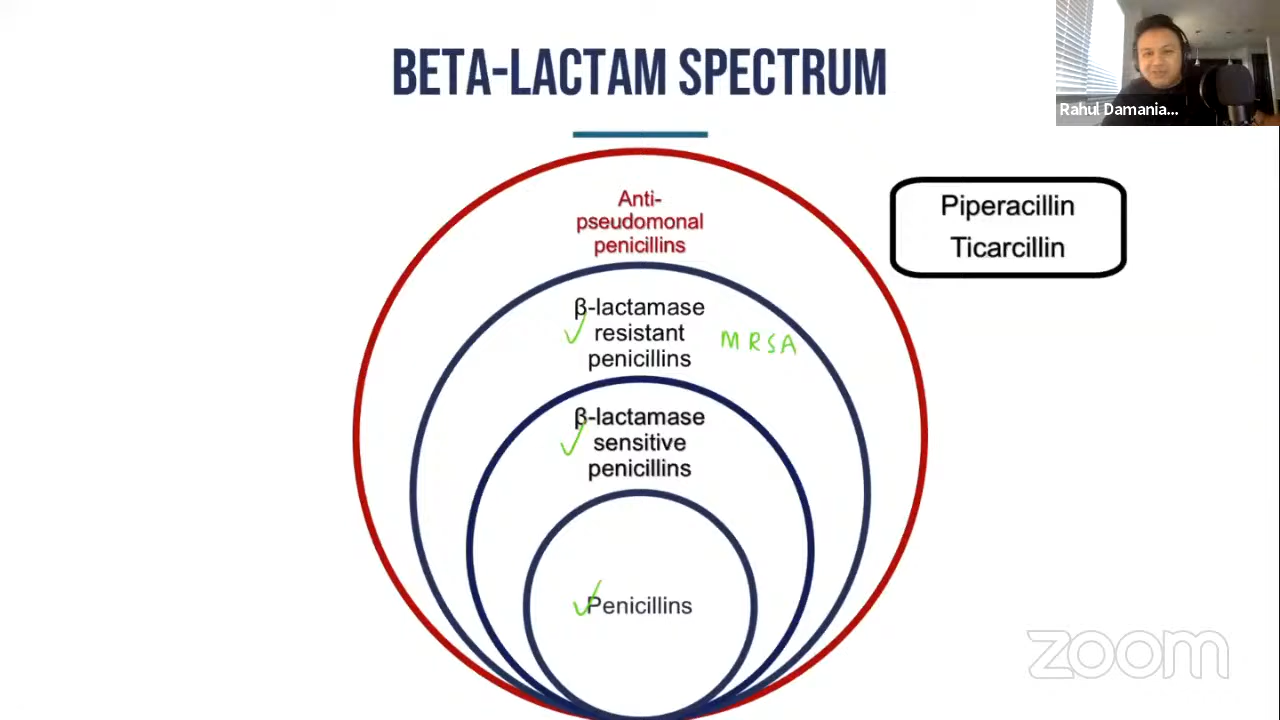 BETA-LACTAM SPECTRUM
Rahul Damania...
Anti-
pseudomonal
penicillins
Piperacillin
Ticarcillin
β-lactamase
resistant
penicillins
MRSA
β-lactamase
sensitive
penicillins
Penicillins
zoom